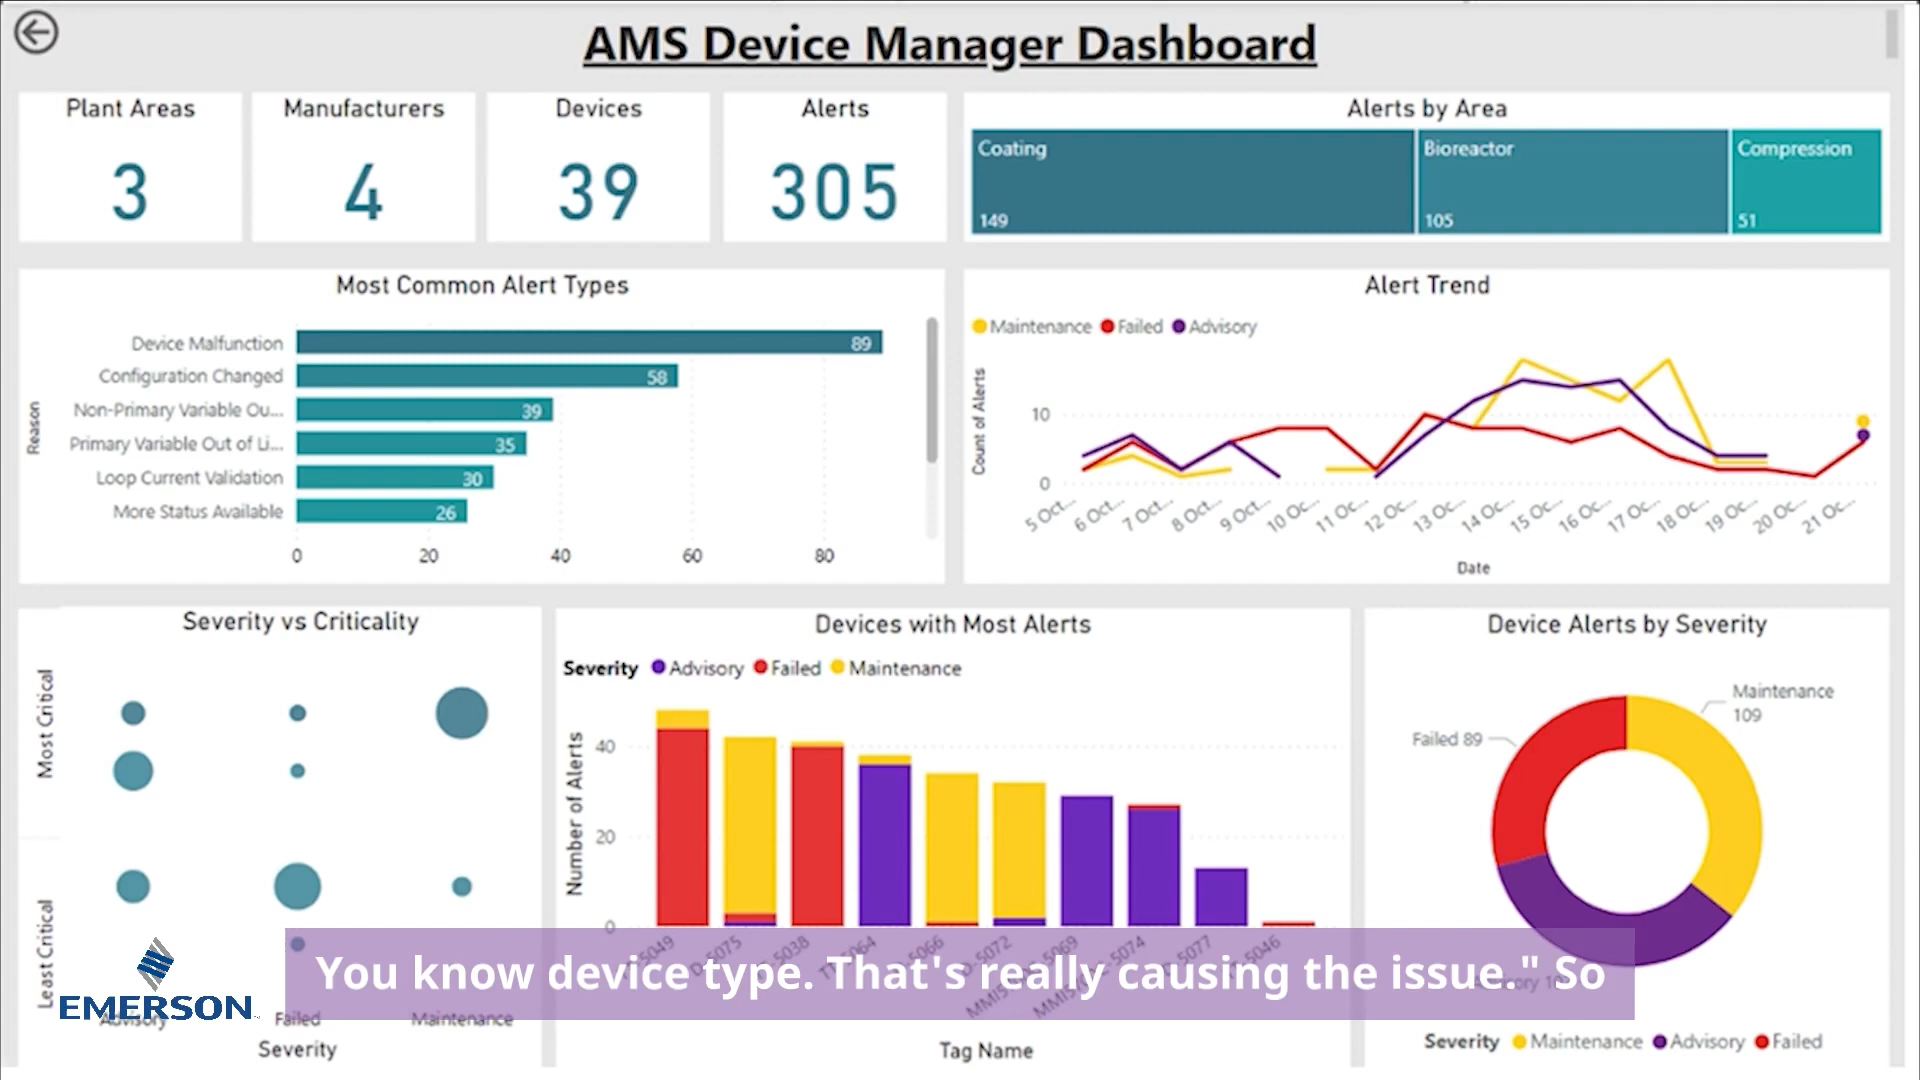 AMS Device Manager Dashboard
Plant Areas
3
Manufacturers
4
Devices
39
Alerts
305
Alerts by Area
Coating
149
Bioreactor
105
Compression
51
Most Common Alert Types
Reason
Device Malfunction
89
Configuration Changed
58
Non-Primary Variable Ou...
39
Primary Variable Out of Li...
35
Loop Current Validation
30
More Status Available
26
0 20 40 60 80
Alert Trend
Maintenance Failed Advisory
Count of Alerts
10
0
5 Oct... 6 Oct... 7 Oct... 8 Oct... 9 Oct... 10 Oc... 11 Oc... 12 Oc... 13 Oc... 14 Oc... 15 Oc... 16 Oc... 17 Oc... 18 Oc... 19 Oc... 20 Oc... 21 Oc...
Date
Severity vs Criticality
Most Critical
Least Critical
Advisory Failed Maintenance
Severity
Devices with Most Alerts
Severity Advisory Failed Maintenance
Number of Alerts
40
20
0
Tag Name
Device Alerts by Severity
Maintenance
109
Failed 89
Severity Maintenance Advisory Failed
EMERSON
You know device type. That's really causing the issue." So